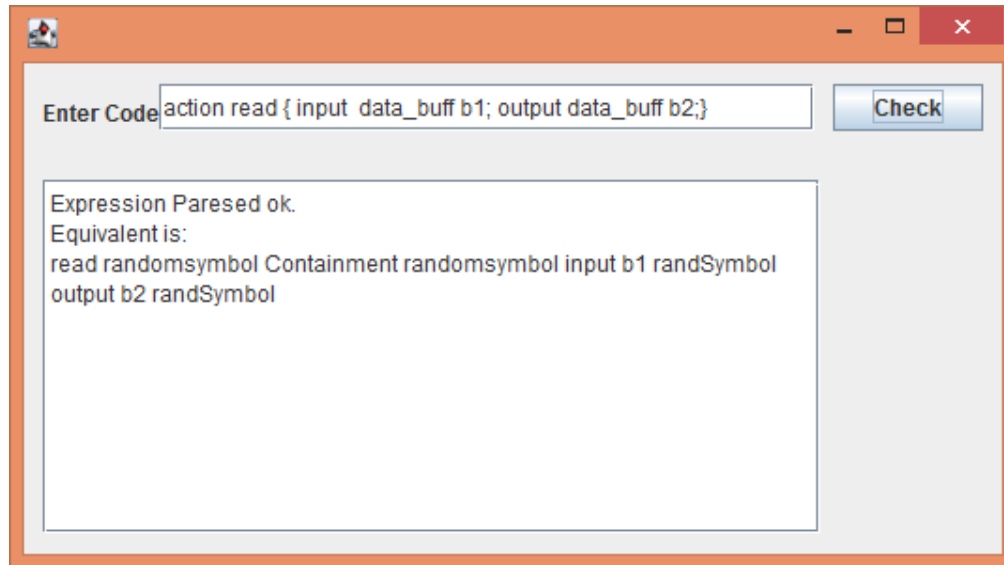 Enter Code action read { input  data_buff b1; output data_buff b2;} Check
Expression Paresed ok.
Equivalent is:
read randomsymbol Containment randomsymbol input b1 randSymbol
output b2 randSymbol